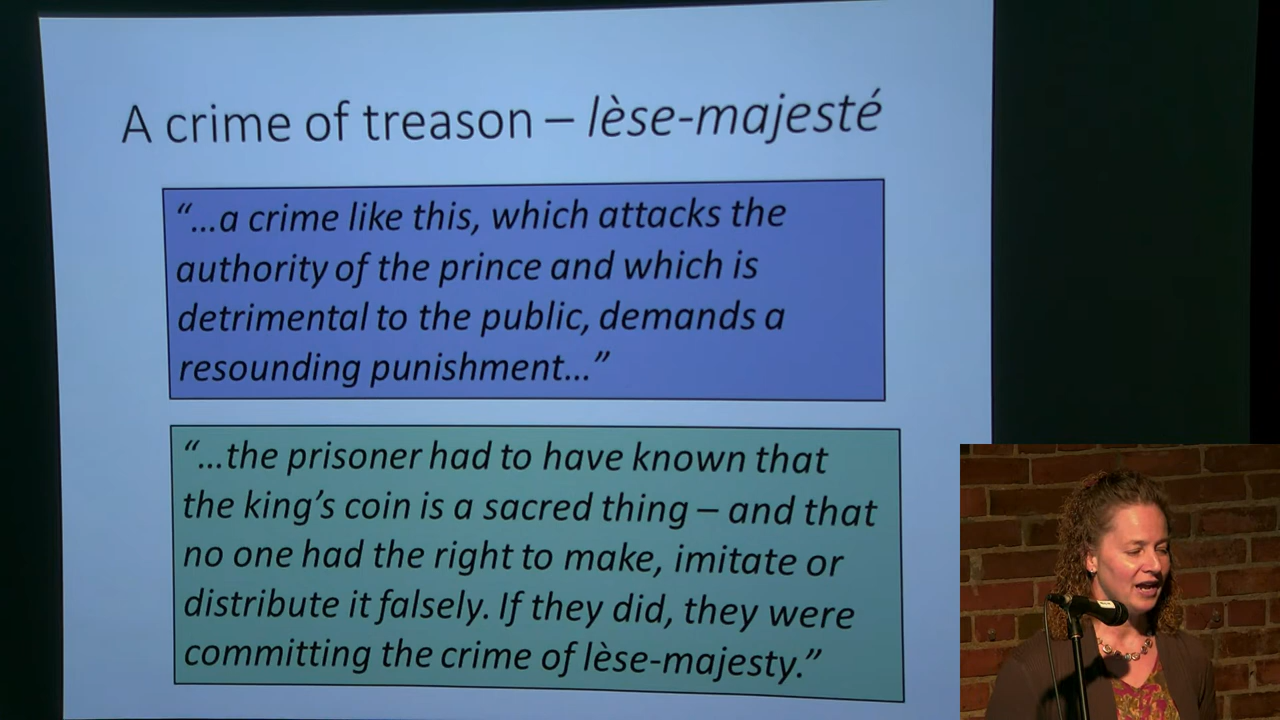 A crime of treason – lèse-majesté
“…a crime like this, which attacks the
authority of the prince and which is
detrimental to the public, demands a
resounding punishment…”
“…the prisoner had to have known that
the king’s coin is a sacred thing – and that
no one had the right to make, imitate or
distribute it falsely. If they did, they were
committing the crime of lèse-majesty.”